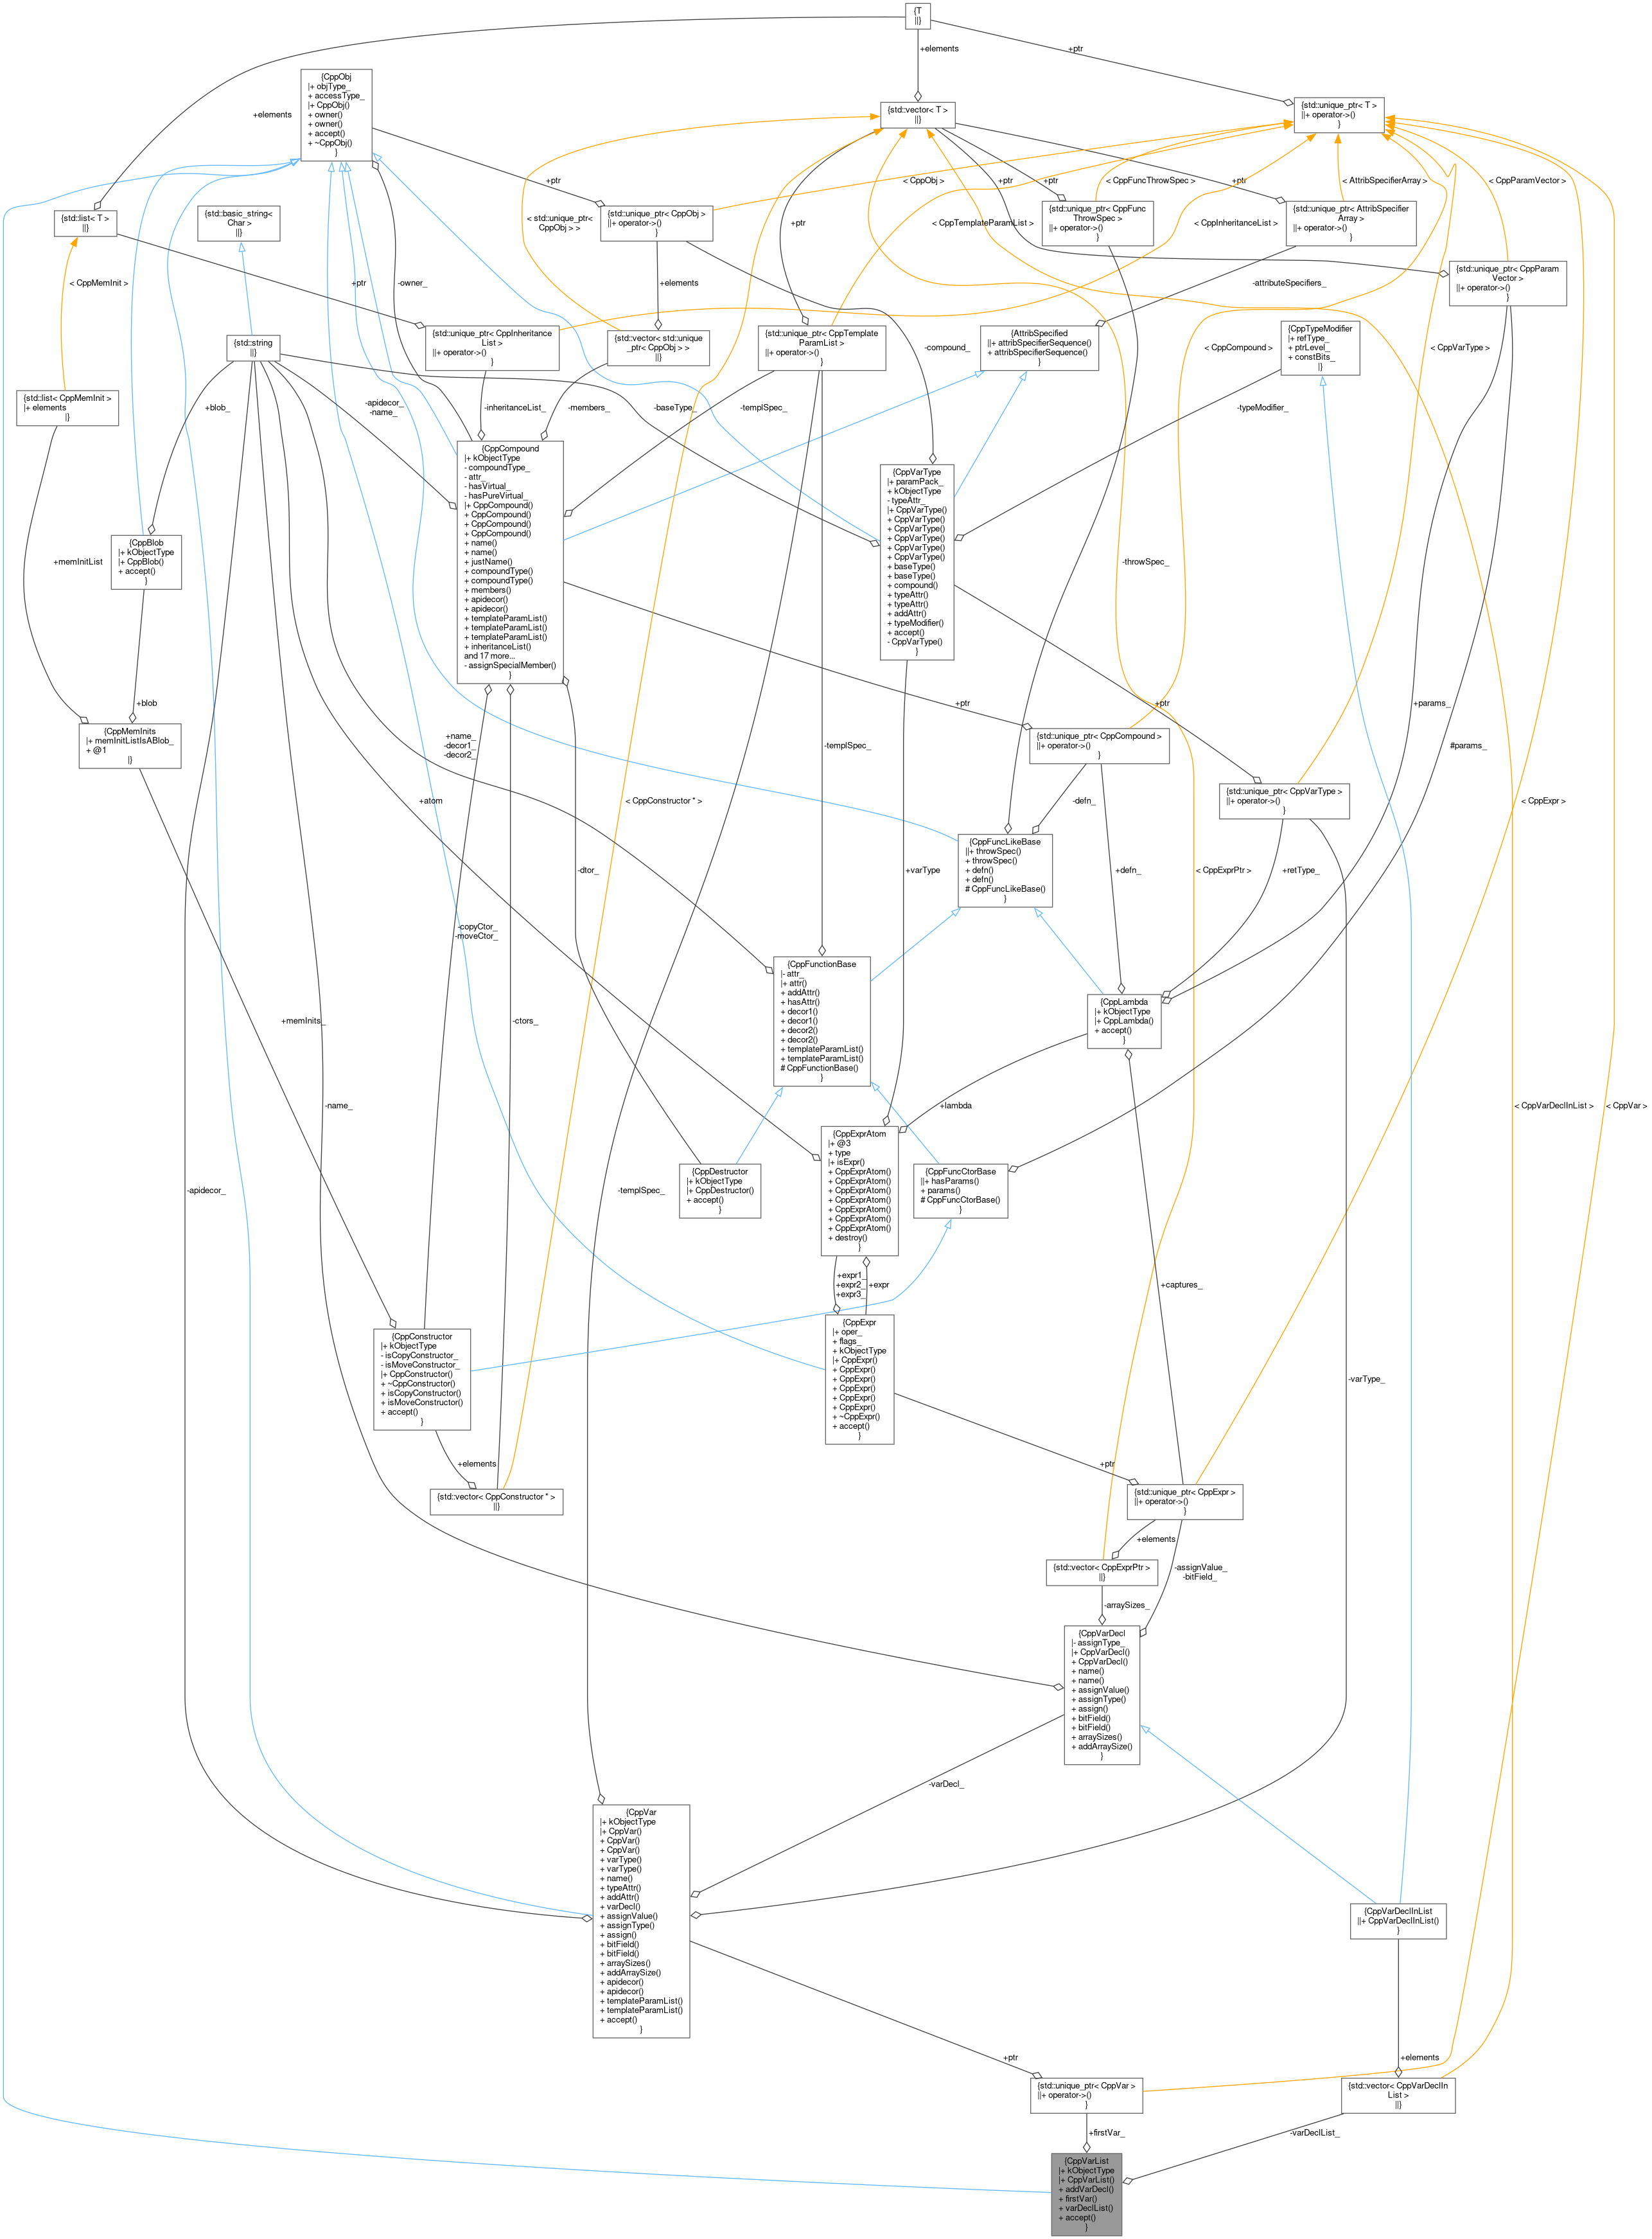 {T
||}
+elements
+ptr
{CppObj
|+ objType_
+ accessType_
|+ CppObj()
+ owner()
+ owner()
+ accept()
+ ~CppObj()
}
+elements
{std::vector< T >
||}
{std::unique_ptr< T >
||+ operator->()
}
+ptr
< CppObj >
+ptr
< CppFuncThrowSpec >
+ptr
+ptr
< AttribSpecifierArray >
< CppParamVector >
{std::list< T >
||}
{std::basic_string<
Char >
||}
< std::unique_ptr<
CppObj > >
{std::unique_ptr< CppObj >
||+ operator->()
}
+ptr
< CppTemplateParamList >
{std::unique_ptr< CppFunc
ThrowSpec >
||+ operator->()
}
< CppInheritanceList >
{std::unique_ptr< AttribSpecifier
Array >
||+ operator->()
}
< CppMemInit >
+ptr
-owner_
+elements
-attributeSpecifiers_
{std::unique_ptr< CppParam
Vector >
||+ operator->()
}
{std::string
||}
{std::unique_ptr< CppInheritance
List >
||+ operator->()
}
{std::vector< std::unique
_ptr< CppObj > >
||}
{std::unique_ptr< CppTemplate
ParamList >
||+ operator->()
}
-compound_
{AttribSpecified
||+ attribSpecifierSequence()
+ attribSpecifierSequence()
}
< CppCompound >
{CppTypeModifier
|+ refType_
+ ptrLevel_
+ constBits_
|}
< CppVarType >
{std::list< CppMemInit >
|+ elements
|}
+blob_
-apidecor_
-name_
-inheritanceList_
-members_
-baseType_
-templSpec_
-typeModifier_
{CppCompound
|+ kObjectType
- compoundType_
- attr_
- hasVirtual_
- hasPureVirtual_
|+ CppCompound()
+ CppCompound()
+ CppCompound()
+ CppCompound()
+ name()
+ name()
+ justName()
+ compoundType()
+ compoundType()
+ members()
+ apidecor()
+ apidecor()
+ templateParamList()
+ templateParamList()
+ templateParamList()
+ inheritanceList()
and 17 more...
- assignSpecialMember()
}
{CppVarType
|+ paramPack_
+ kObjectType
- typeAttr_
|+ CppVarType()
+ CppVarType()
+ CppVarType()
+ CppVarType()
+ CppVarType()
+ CppVarType()
+ baseType()
+ baseType()
+ compound()
+ typeAttr()
+ typeAttr()
+ addAttr()
+ typeModifier()
+ accept()
- CppVarType()
}
+memInitList
{CppBlob
|+ kObjectType
|+ CppBlob()
+ accept()
}
-throwSpec_
+blob
+ptr
+ptr
+params_
{CppMemInits
|+ memInitListIsABlob_
+ @1
|}
+name_
-decor1_
-decor2_
-templSpec_
{std::unique_ptr< CppCompound >
||+ operator->()
}
#params_
+atom
< CppConstructor * >
-defn_
{std::unique_ptr< CppVarType >
||+ operator->()
}
< CppExpr >
-dtor_
+varType
{CppFuncLikeBase
||+ throwSpec()
+ throwSpec()
+ defn()
+ defn()
# CppFuncLikeBase()
}
+defn_
< CppExprPtr >
+retType_
-copyCtor_
-moveCtor_
{CppFunctionBase
|- attr_
|+ attr()
+ addAttr()
+ hasAttr()
+ decor1()
+ decor1()
+ decor2()
+ decor2()
+ templateParamList()
+ templateParamList()
# CppFunctionBase()
}
{CppLambda
|+ kObjectType
|+ CppLambda()
+ accept()
}
+memInits_
-ctors_
-name_
+lambda
< CppVarDeclInList >
< CppVar >
-apidecor_
-templSpec_
{CppDestructor
|+ kObjectType
|+ CppDestructor()
+ accept()
}
{CppExprAtom
|+ @3
+ type
|+ isExpr()
+ CppExprAtom()
+ CppExprAtom()
+ CppExprAtom()
+ CppExprAtom()
+ CppExprAtom()
+ CppExprAtom()
+ CppExprAtom()
+ destroy()
}
{CppFuncCtorBase
||+ hasParams()
+ params()
# CppFuncCtorBase()
}
+expr1_
+expr2_
+expr3_
+expr
+captures_
{CppConstructor
|+ kObjectType
- isCopyConstructor_
- isMoveConstructor_
|+ CppConstructor()
+ ~CppConstructor()
+ isCopyConstructor()
+ isMoveConstructor()
+ accept()
}
{CppExpr
|+ oper_
+ flags_
+ kObjectType
|+ CppExpr()
+ CppExpr()
+ CppExpr()
+ CppExpr()
+ CppExpr()
+ CppExpr()
+ ~CppExpr()
+ accept()
}
-varType_
+elements
+ptr
{std::vector< CppConstructor * >
||}
{std::unique_ptr< CppExpr >
||+ operator->()
}
+elements
{std::vector< CppExprPtr >
||}
-assignValue_
-bitField_
-arraySizes_
{CppVarDecl
|- assignType_
|+ CppVarDecl()
+ CppVarDecl()
+ name()
+ name()
+ assignValue()
+ assignType()
+ assign()
+ bitField()
+ bitField()
+ arraySizes()
+ addArraySize()
}
-varDecl_
{CppVar
|+ kObjectType
|+ CppVar()
+ CppVar()
+ CppVar()
+ varType()
+ varType()
+ name()
+ typeAttr()
+ addAttr()
+ varDecl()
+ assignValue()
+ assignType()
+ assign()
+ bitField()
+ bitField()
+ arraySizes()
+ addArraySize()
+ apidecor()
+ apidecor()
+ templateParamList()
+ templateParamList()
+ accept()
}
{CppVarDeclInList
||+ CppVarDeclInList()
}
+ptr
+elements
{std::unique_ptr< CppVar >
||+ operator->()
}
{std::vector< CppVarDeclIn
List >
||}
+firstVar_
-varDeclList_
{CppVarList
|+ kObjectType
|+ CppVarList()
+ addVarDecl()
+ firstVar()
+ varDeclList()
+ accept()
}